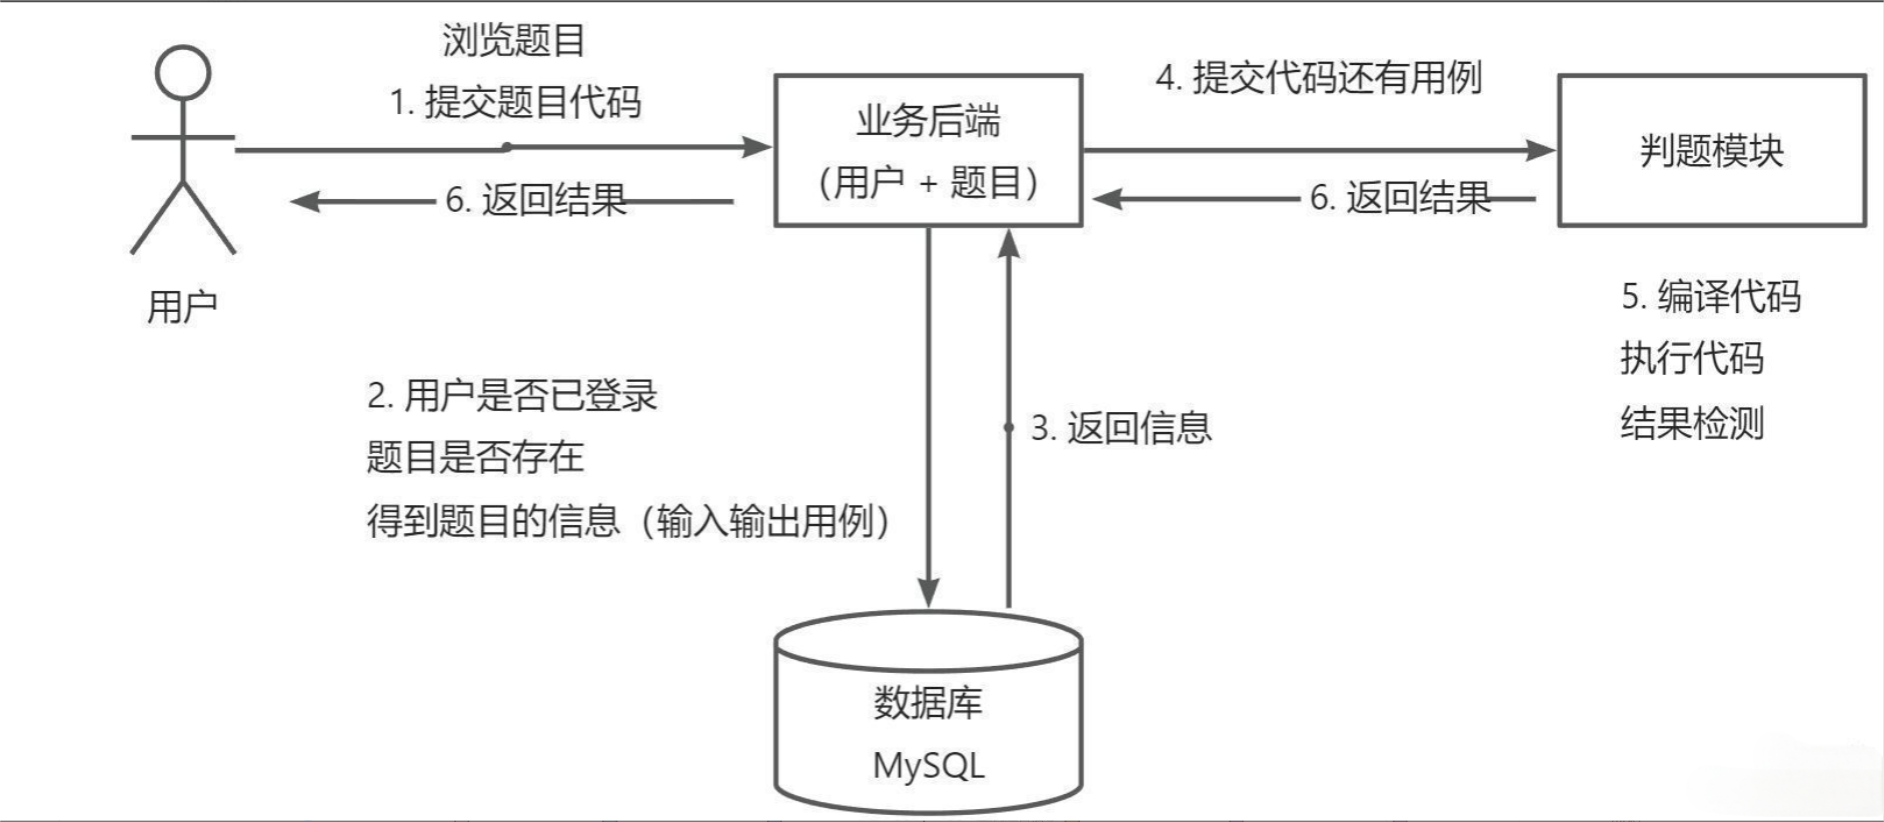 浏览题目
1. 提交题目代码
业务后端
（用户 + 题目）
4. 提交代码还有用例
判题模块
6. 返回结果
6. 返回结果
用户
5. 编译代码
执行代码
结果检测
2. 用户是否已登录
题目是否存在
得到题目的信息（输入输出用例）
3. 返回信息
数据库
MySQL